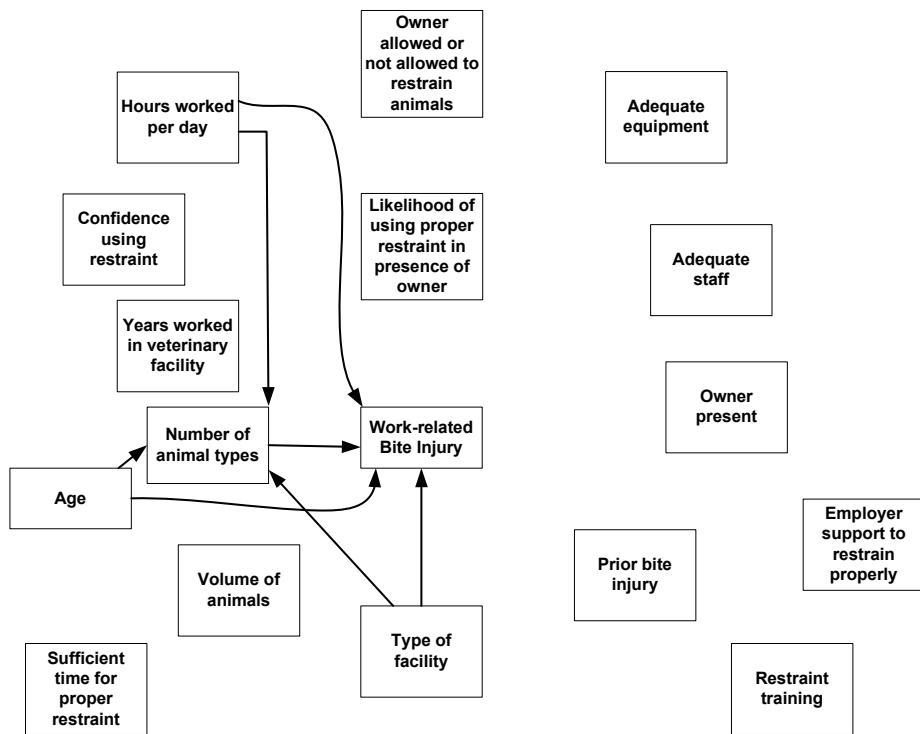 Owner
allowed or
not allowed to
restrain
animals
Hours worked
per day
Adequate
equipment
Confidence
using
restraint
Likelihood of
using proper
restraint in
presence of
owner
Adequate
staff
Years worked
in veterinary
facility
Owner
present
Number of
animal types
Work-related
Bite Injury
Age
Employer
support to
restrain
properly
Volume of
animals
Prior bite
injury
Type of
facility
Sufficient
time for
proper
restraint
Restraint
training